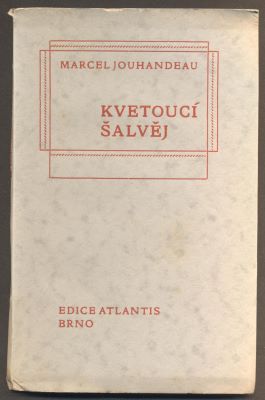 MARCEL JOUHANDEAU
KVETOUCÍ
ŠALVĚJ
EDICE ATLANTIS
BRNO